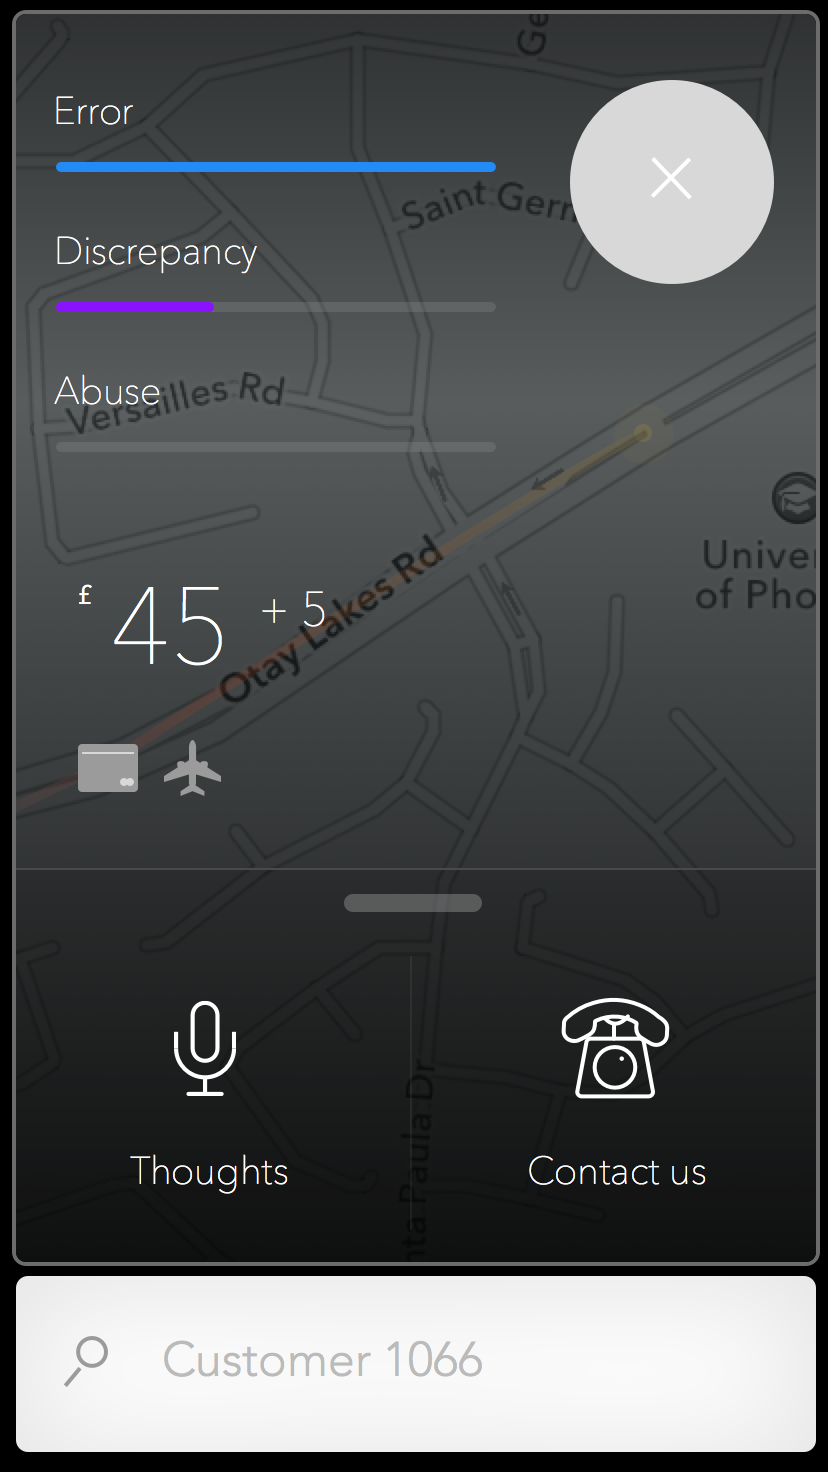 Ge
Error
Saint Germ
Discrepancy
Abuse
Versailles Rd
Otay Lakes Rd
Univer
of Pho
£ 45 + 5
Thoughts
Contact us
nta Paula Dr
Customer 1066